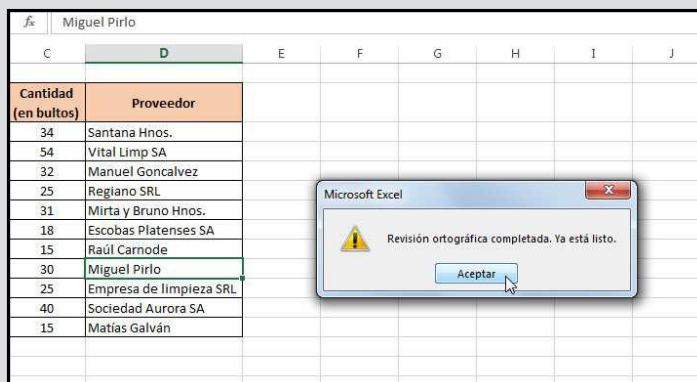 fx Miguel Pirlo
C D E F G H I J
Cantidad (en bultos) Proveedor
34 Santana Hnos.
54 Vital Limp SA
32 Manuel Goncalvez
25 Regiano SRL
31 Mirta y Bruno Hnos.
18 Escobas Platenses SA
15 Raúl Carnode
30 Miguel Pirlo
25 Empresa de limpieza SRL
40 Sociedad Aurora SA
15 Matías Galván
Microsoft Excel
Revisión ortográfica completada. Ya está listo.
Aceptar